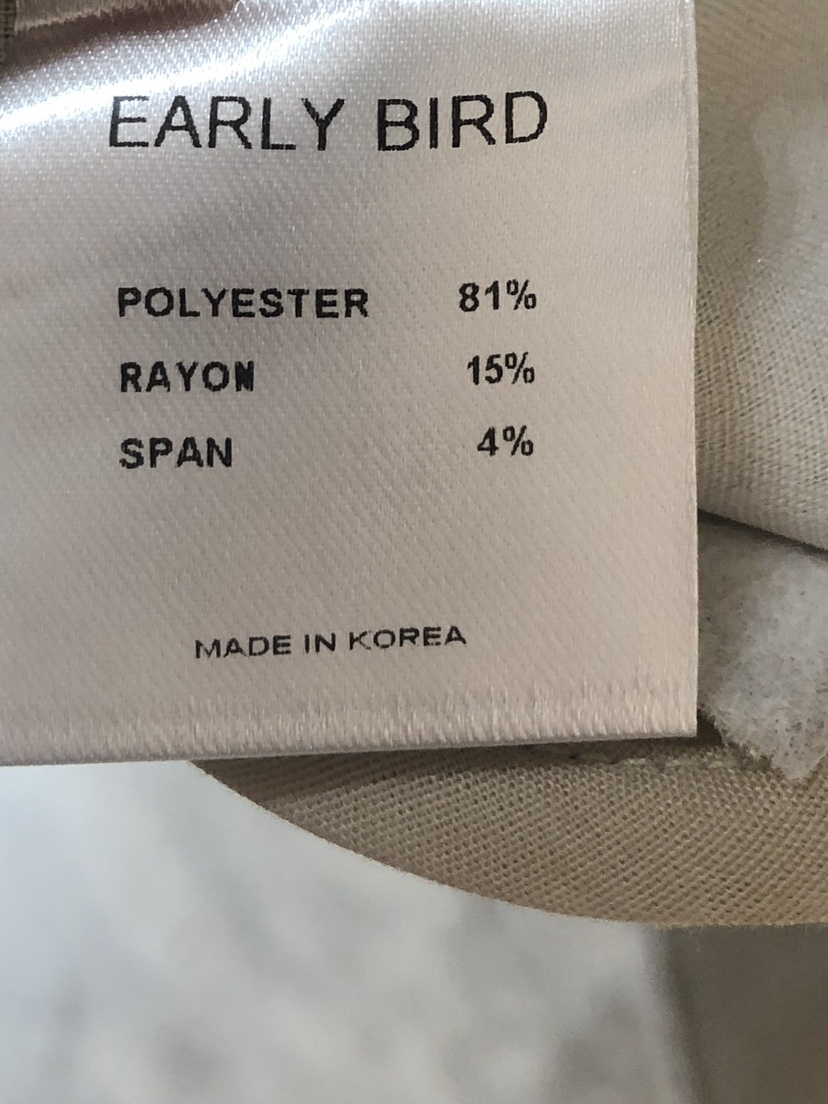 EARLY BIRD
POLYESTER 81%
RAYON 15%
SPAN 4%
MADE IN KOREA